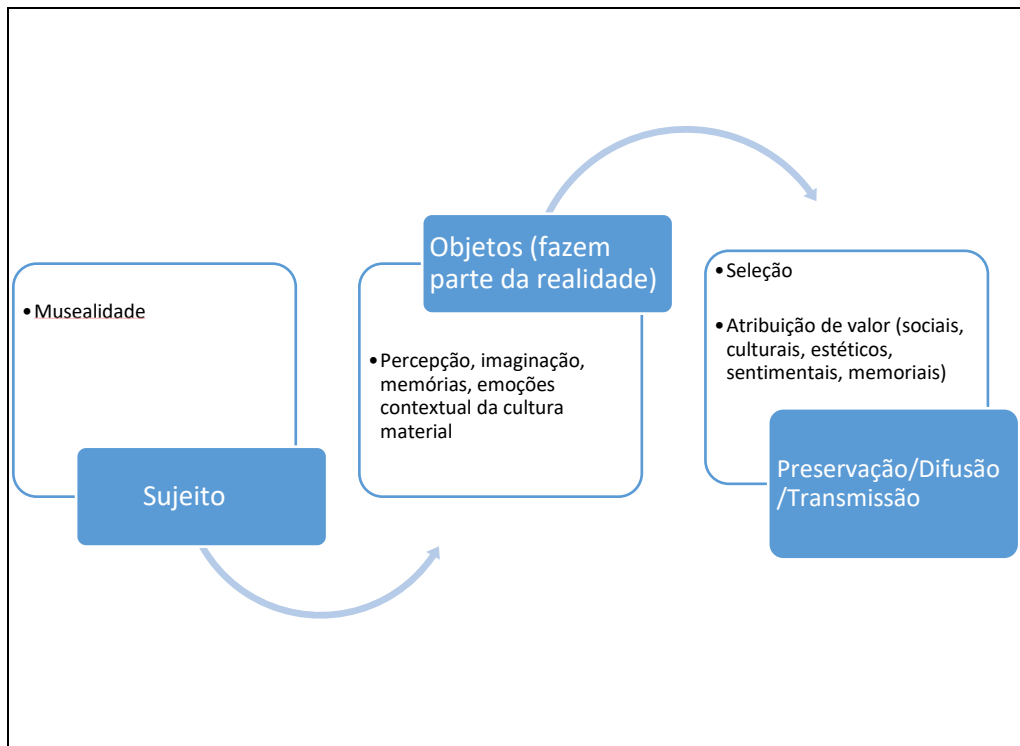 • Musealidade
Sujeito
Objetos (fazem
parte da realidade)
• Percepção, imaginação,
memórias, emoções
contextual da cultura
material
• Seleção
• Atribuição de valor (sociais,
culturais, estéticos,
sentimentais, memoriais)
Preservação/Difusão
/Transmissão